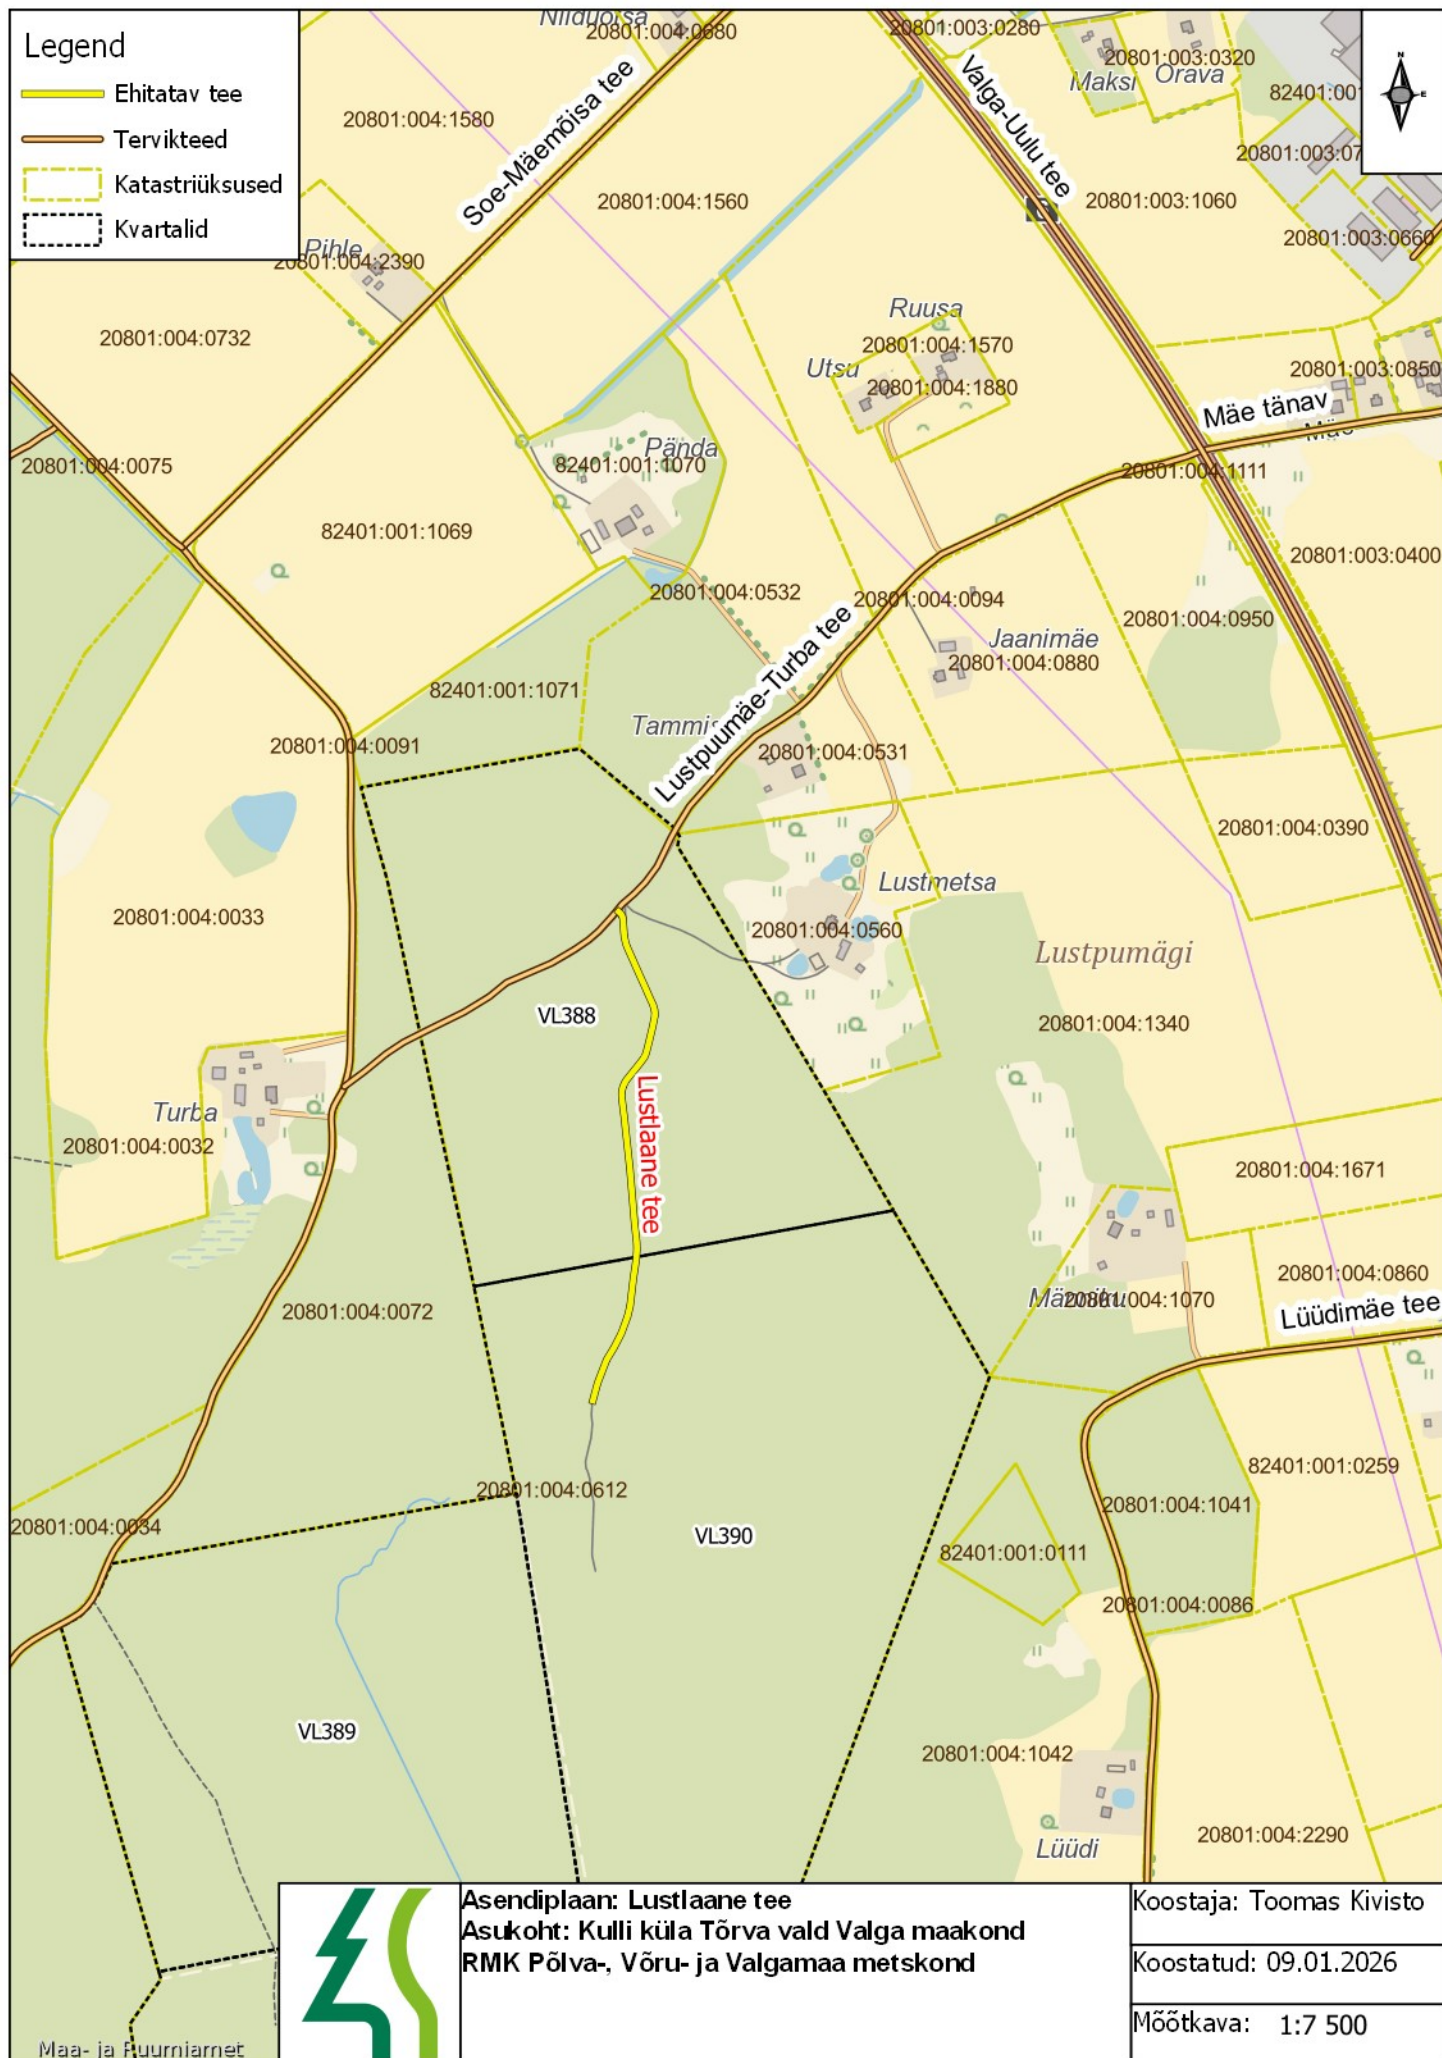 Legend
Ehitatav tee
Tervikteed
Katastriüksused
Kvartalid
20801:004:0680
20801:003:0280
Valga-Uulu tee
Maksi
Orava
20801:003:0320
N
E
Soe-Mäemõisa tee
20801:004:1580
20801:004:1560
20801:003:1060
20801:003:0660
Pihle
20801:004:2390
20801:004:0732
Ruusa
20801:004:1570
Utsu
20801:004:1880
20801:003:0850
Mäe tänav
20801:004:0075
Pända
82401:001:1070
20801:004:1111
82401:001:1069
20801:003:0400
20801:004:0532
20801:004:0094
20801:004:0950
Jaanimäe
20801:004:0880
82401:001:1071
Lustpuumäe-Turba tee
20801:004:0091
20801:004:0531
20801:004:0390
20801:004:0033
Lustmetsa
20801:004:0560
Lustpumägi
VL388
20801:004:1340
Lustlaane tee
Turba
20801:004:0032
20801:004:1671
20801:004:0860
20801:004:0072
20801:004:1070
Lüüdimäe tee
82401:001:0259
20801:004:0612
20801:004:1041
20801:004:0034
VL390
82401:001:0111
20801:004:0086
VL389
20801:004:1042
20801:004:2290
Lüüdi
Asendiplaan: Lustlaane tee
Asukoht: Kulli küla Tõrva vald Valga maakond
RMK Põlva-, Võru- ja Valgamaa metskond
Koostaja: Toomas Kivisto
Koostatud: 09.01.2026
Mõõtkava: 1:7 500
Maa- ja Ruumiamet